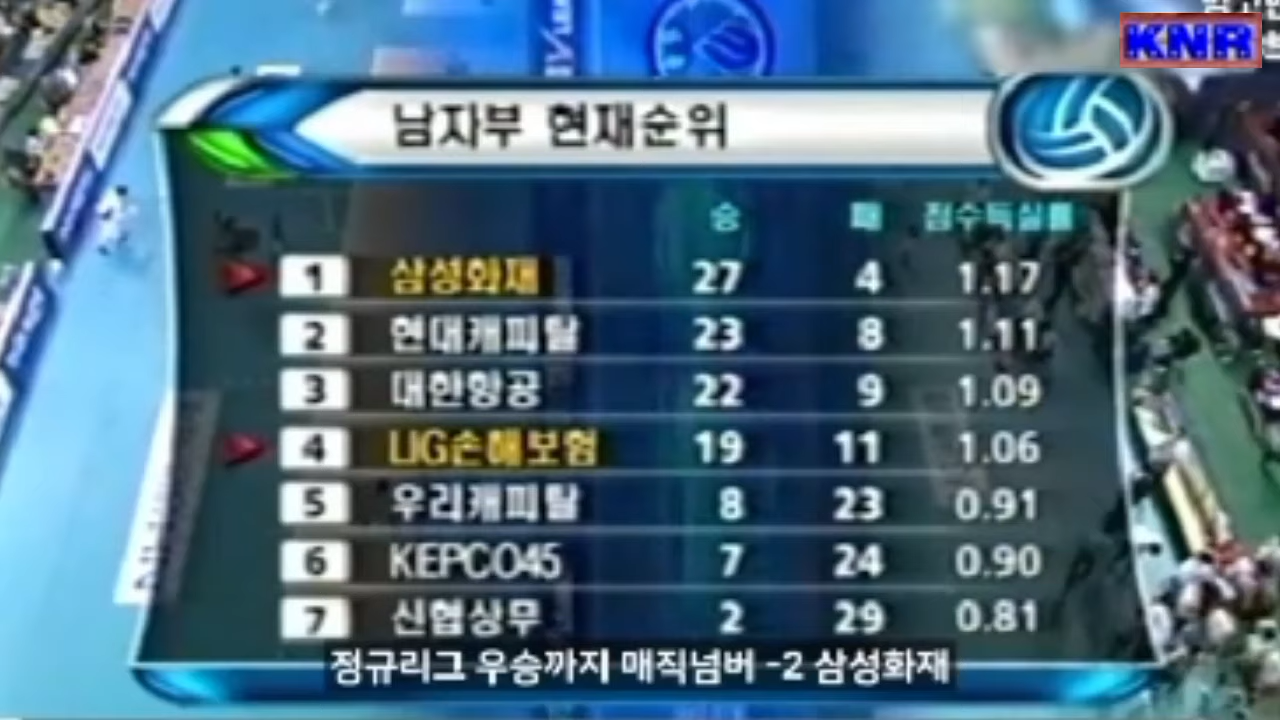 KNR
남자부 현재순위
승 패 점수득실률
1 삼성화재 27 4 1.17
2 현대캐피탈 23 8 1.11
3 대한항공 22 9 1.09
4 LIG손해보험 19 11 1.06
5 우리캐피탈 8 23 0.91
6 KEPCO45 7 24 0.90
7 신협상무 2 29 0.81
정규리그 우승까지 매직넘버 -2 삼성화재